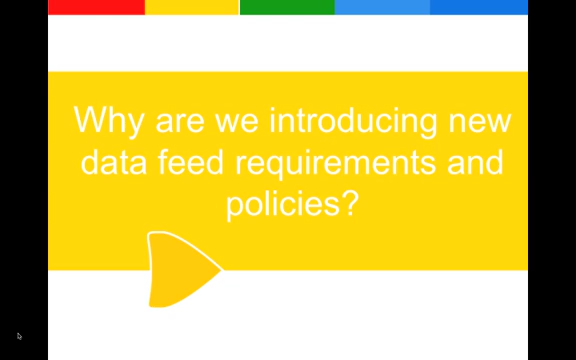 Why are we introducing new
data feed requirements and
policies?